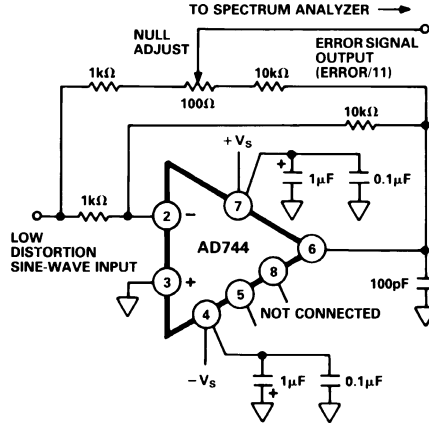 TO SPECTRUM ANALYZER
NULL
ADJUST
ERROR SIGNAL
OUTPUT
(ERROR/11)
1kΩ
100Ω
10kΩ
10kΩ
+VS
+
1μF
0.1μF
1kΩ
2
−
7
AD744
6
LOW
DISTORTION
SINE-WAVE INPUT
3
+
8
5
4
NOT CONNECTED
100pF
−VS
1μF
+
0.1μF